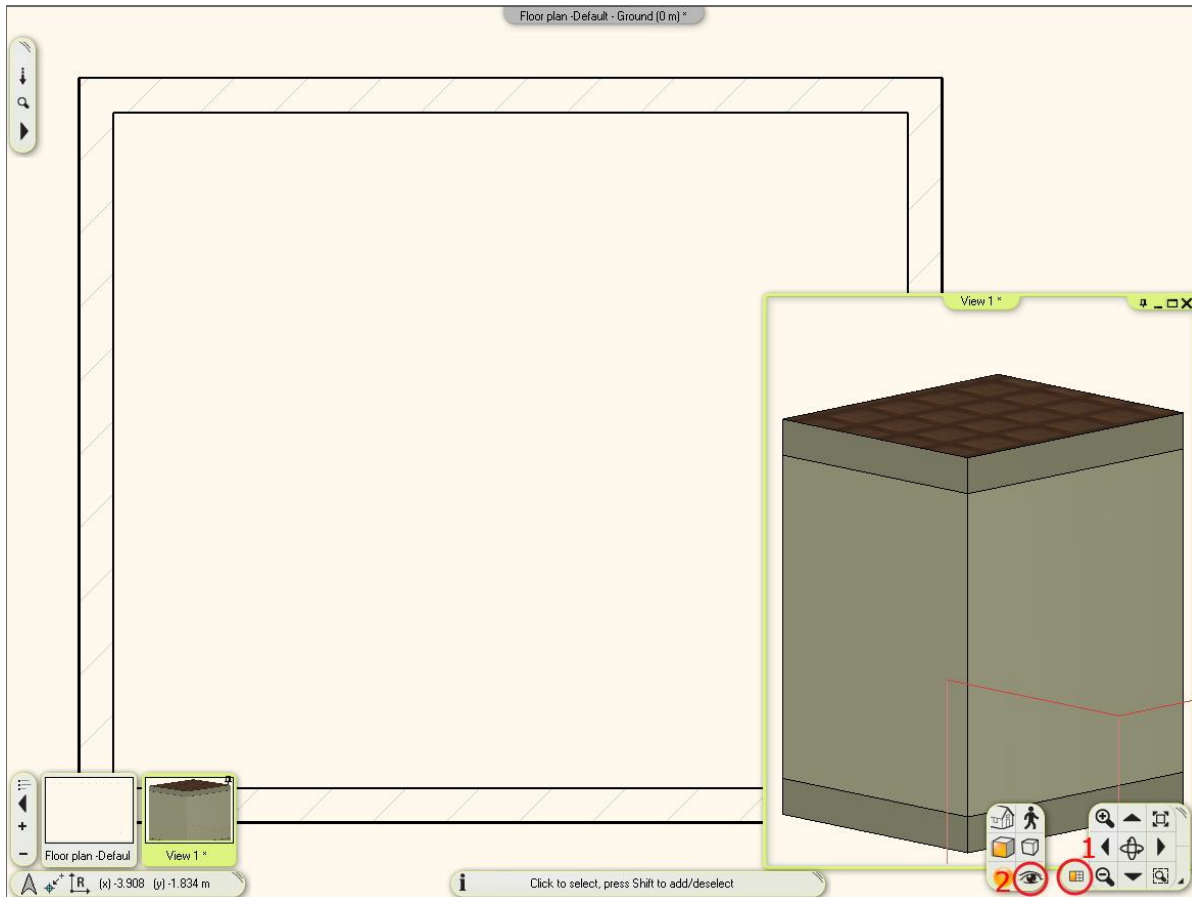 Floor plan -Default - Ground (0 m) *
View 1 *
1
2
Floor plan -Defaul
View 1 *
R
(x) -3.908 (y) -1.834 m
i
Click to select, press Shift to add/deselect